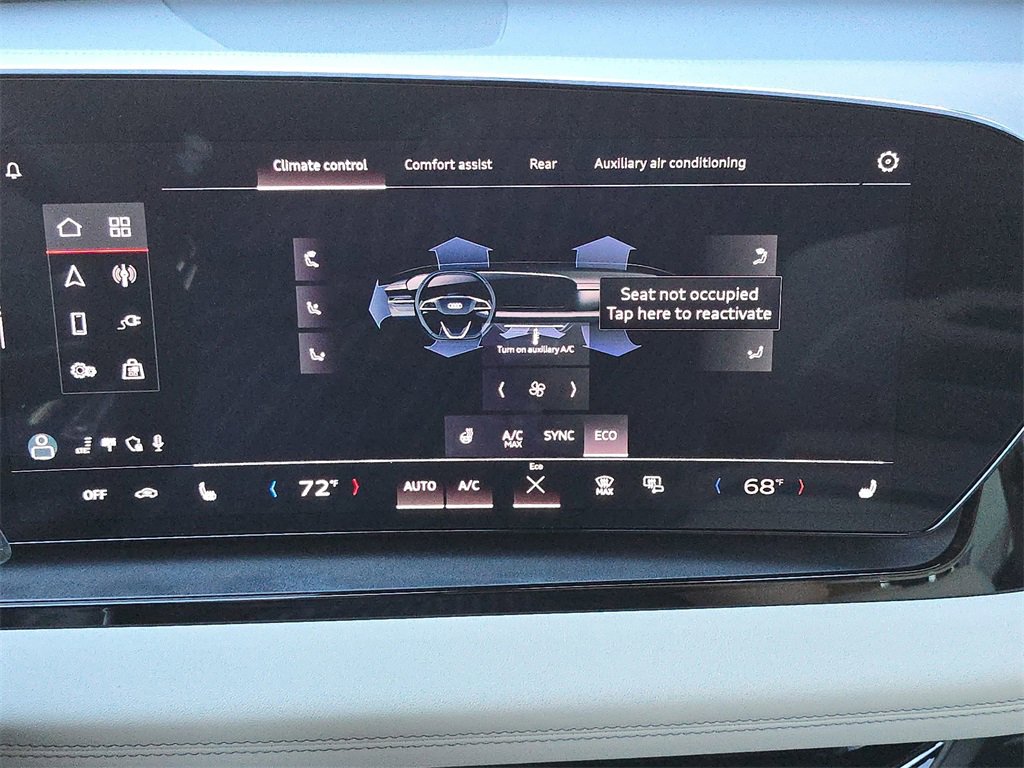 Climate control Comfort assist Rear Auxiliary air conditioning
Seat not occupied
Tap here to reactivate
Turn on auxiliary A/C
A/C MAX SYNC ECO
Eco
OFF 72°F AUTO A/C MAX 68°F